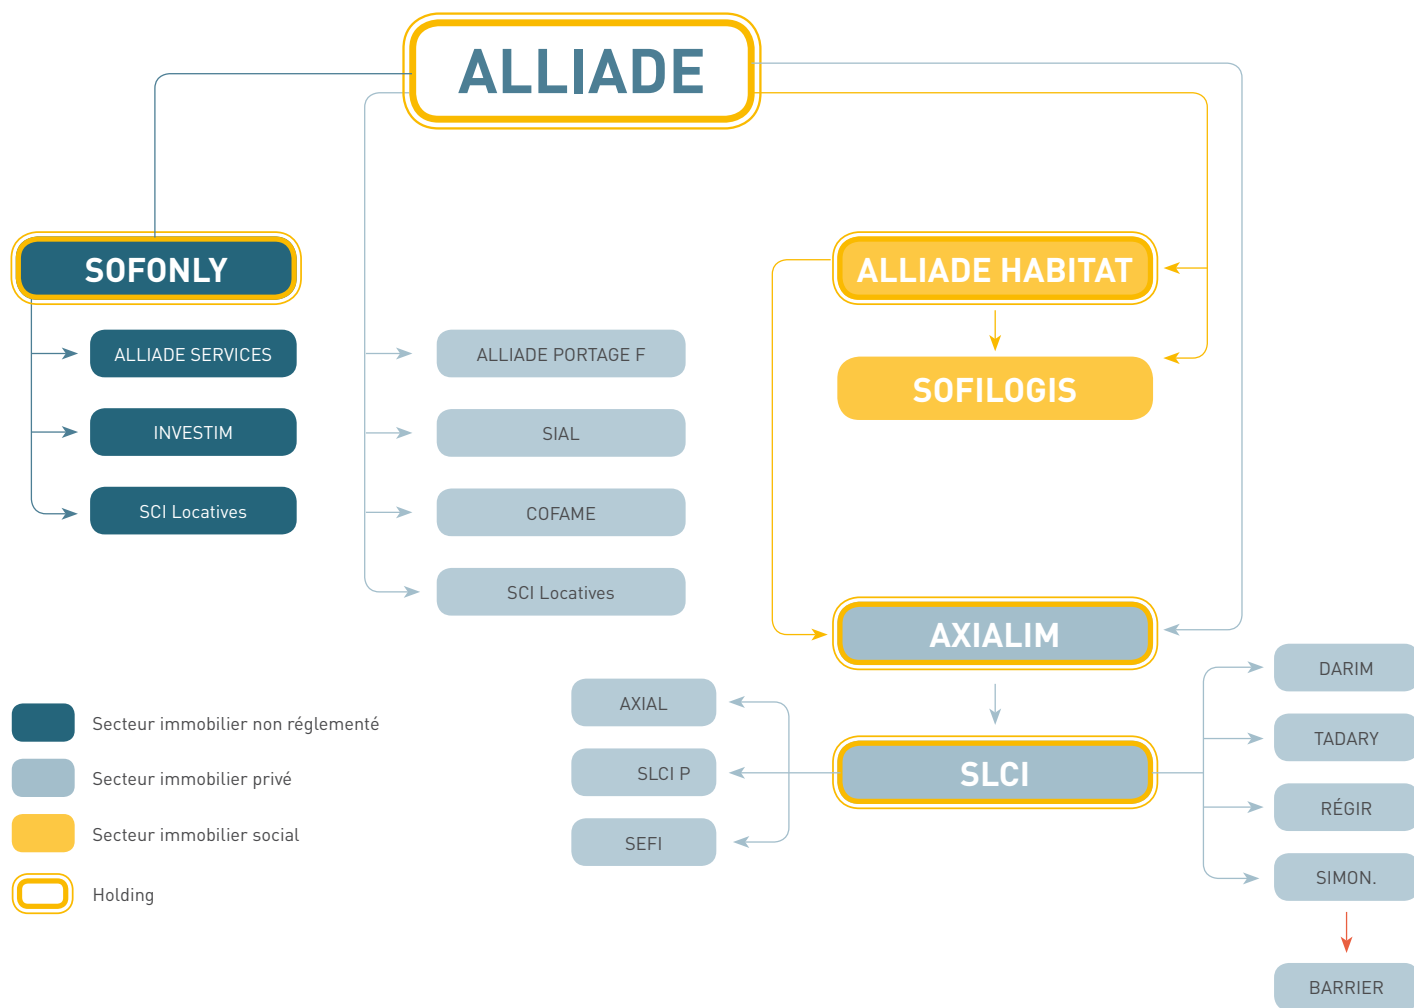 ALLIADE
SOFONLY
ALLIADE SERVICES
INVESTIM
SCI Locatives
ALLIADE PORTAGE F
SIAL
COFAME
SCI Locatives
ALLIADE HABITAT
SOFILOGIS
AXIALIM
SLCI
AXIAL
SLCI P
SEFI
DARIM
TADARY
RÉGIR
SIMON.
BARRIER
Secteur immobilier non réglementé
Secteur immobilier privé
Secteur immobilier social
Holding